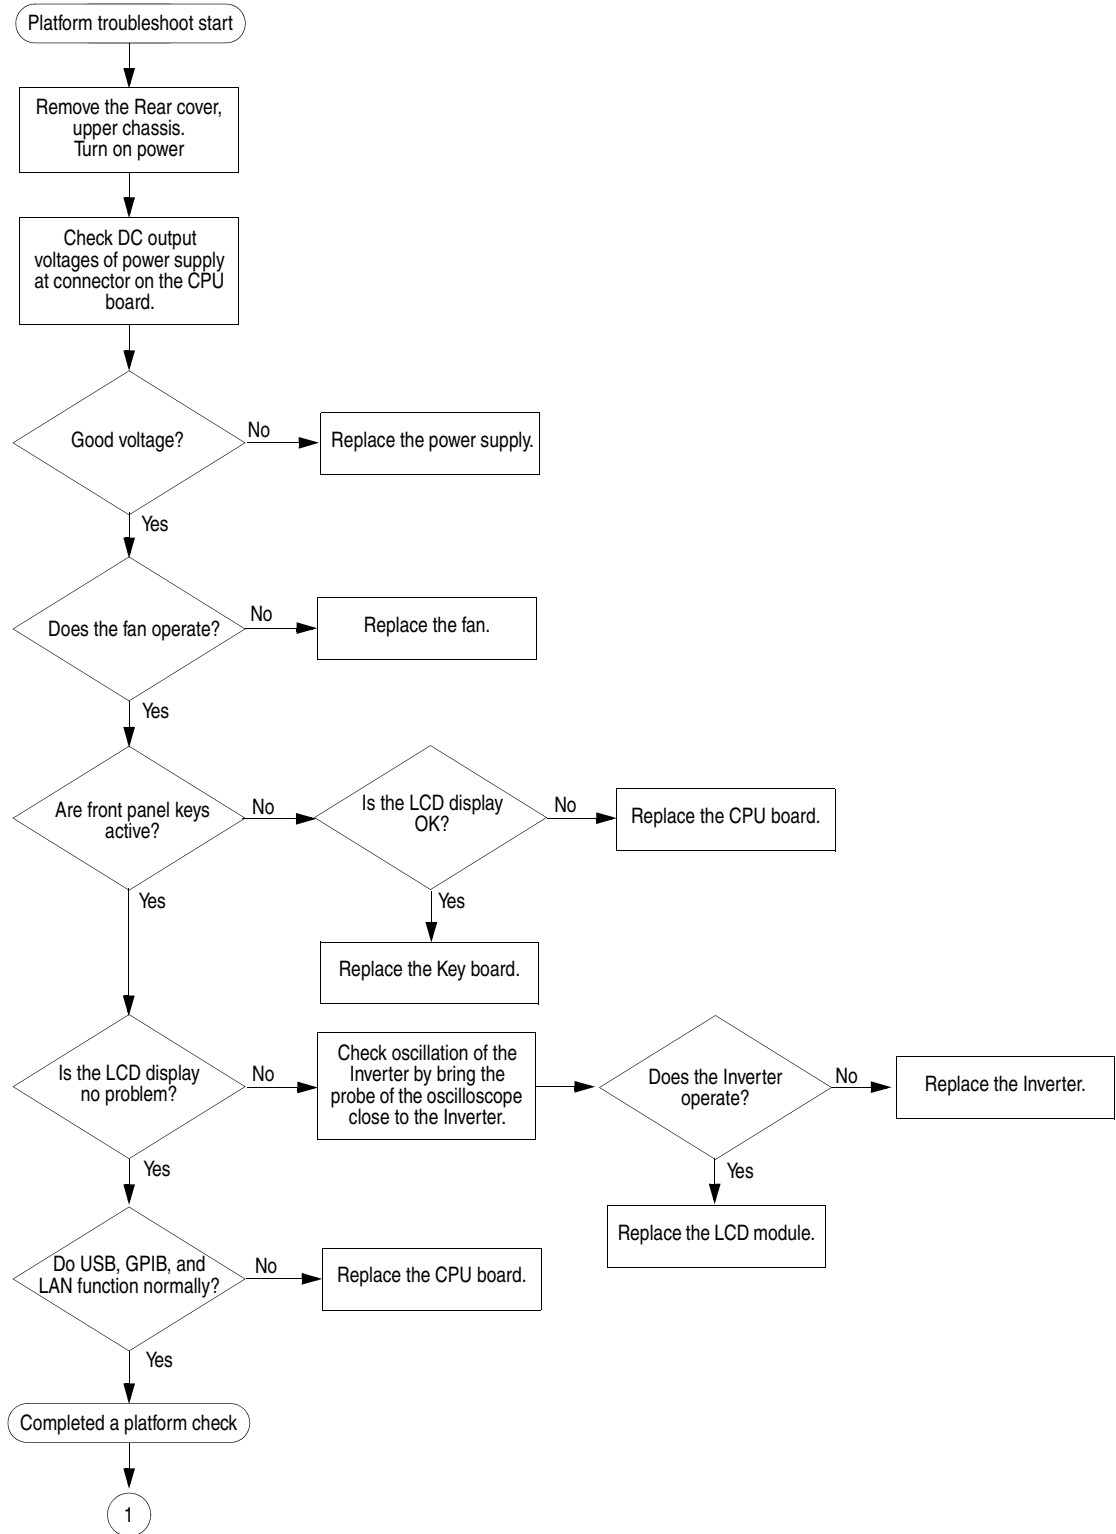 Platform troubleshoot start
Remove the Rear cover,
upper chassis.
Turn on power
Check DC output
voltages of power supply
at connector on the CPU
board.
Good voltage?
No
Replace the power supply.
Yes
Does the fan operate?
No
Replace the fan.
Yes
Are front panel keys
active?
No
Is the LCD display
OK?
No
Replace the CPU board.
Yes
Yes
Replace the Key board.
Is the LCD display
no problem?
No
Check oscillation of the
Inverter by bring the
probe of the oscilloscope
close to the Inverter.
Does the Inverter
operate?
No
Replace the Inverter.
Yes
Yes
Replace the LCD module.
Do USB, GPIB, and
LAN function normally?
No
Replace the CPU board.
Yes
Completed a platform check
1